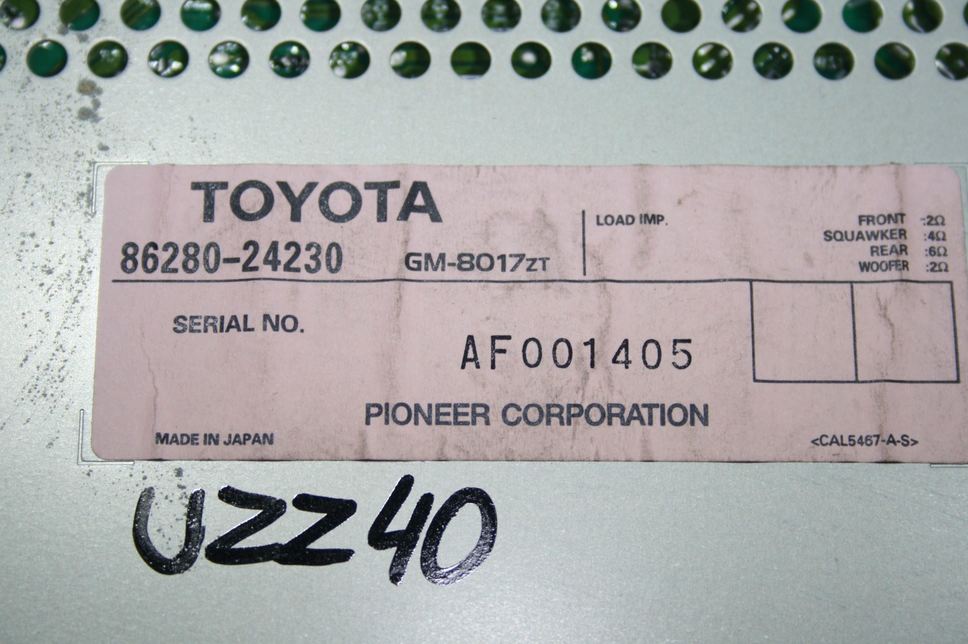 TOYOTA
86280-24230 GM-8017ZT
LOAD IMP. FRONT :2Ω
SQUAWKER :4Ω
REAR :6Ω
WOOFER :2Ω
SERIAL NO.
AF001405
PIONEER CORPORATION
MADE IN JAPAN <CAL5467-A-S>
UZZ40